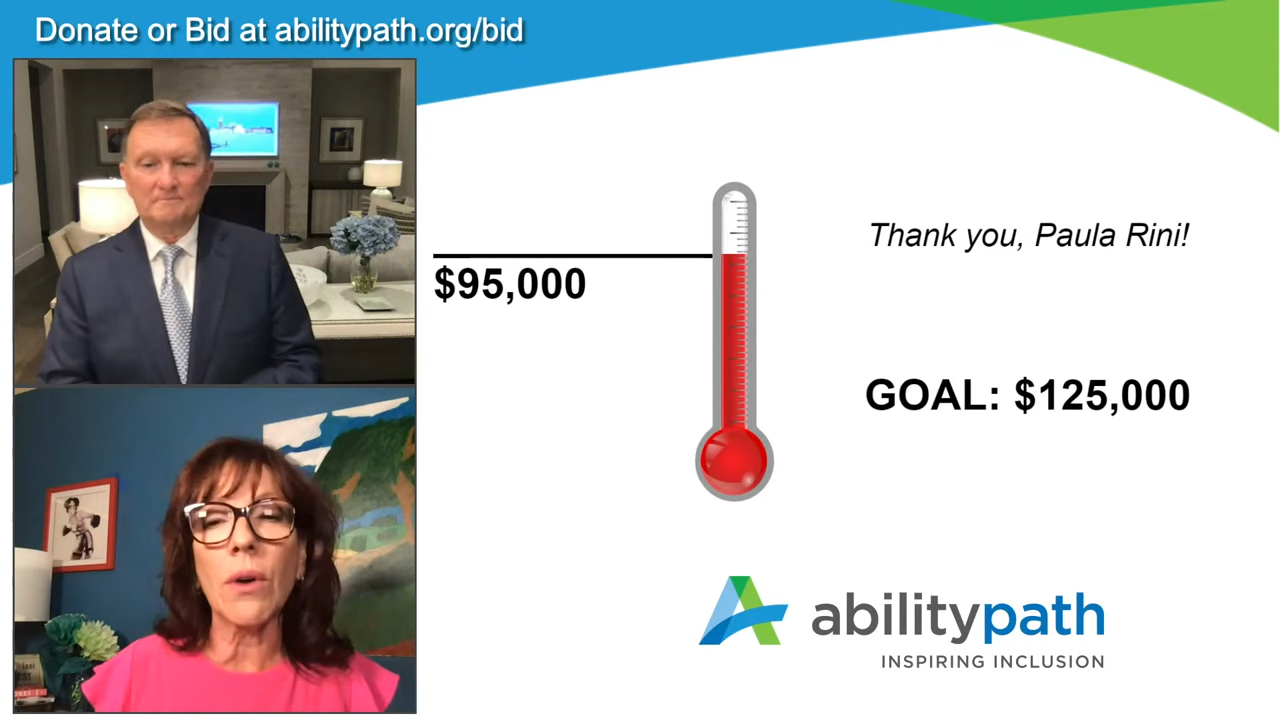 Donate or Bid at abilitypath.org/bid
$95,000
Thank you, Paula Rini!
GOAL: $125,000
abilitypath
INSPIRING INCLUSION